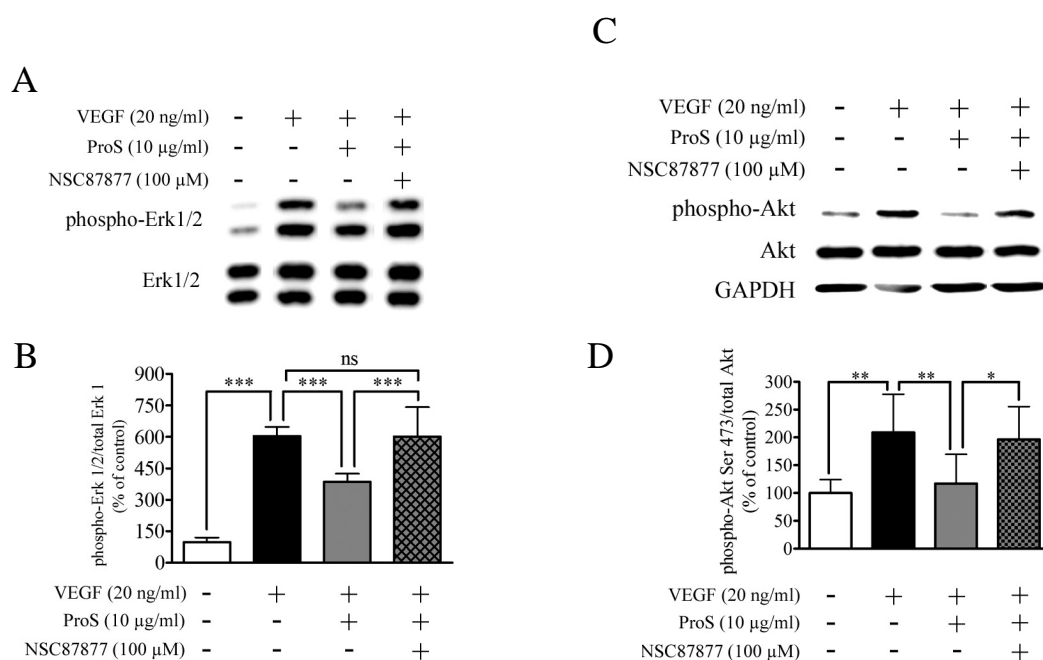 A
VEGF (20 ng/ml) - + + +
ProS (10 µg/ml) - - + +
NSC87877 (100 µM) - - - +
phospho-Erk1/2
Erk1/2
B
ns
*** *** ***
phospho-Erk 1/2/total Erk 1
(% of control)
900
750
600
450
300
150
0
VEGF (20 ng/ml) - + + +
ProS (10 µg/ml) - - + +
NSC87877 (100 µM) - - - +
C
VEGF (20 ng/ml) - + + +
ProS (10 µg/ml) - - + +
NSC87877 (100 µM) - - - +
phospho-Akt
Akt
GAPDH
D
** ** *
phospho-Akt Ser 473/total Akt
(% of control)
300
250
200
150
100
50
0
VEGF (20 ng/ml) - + + +
ProS (10 µg/ml) - - + +
NSC87877 (100 µM) - - - +